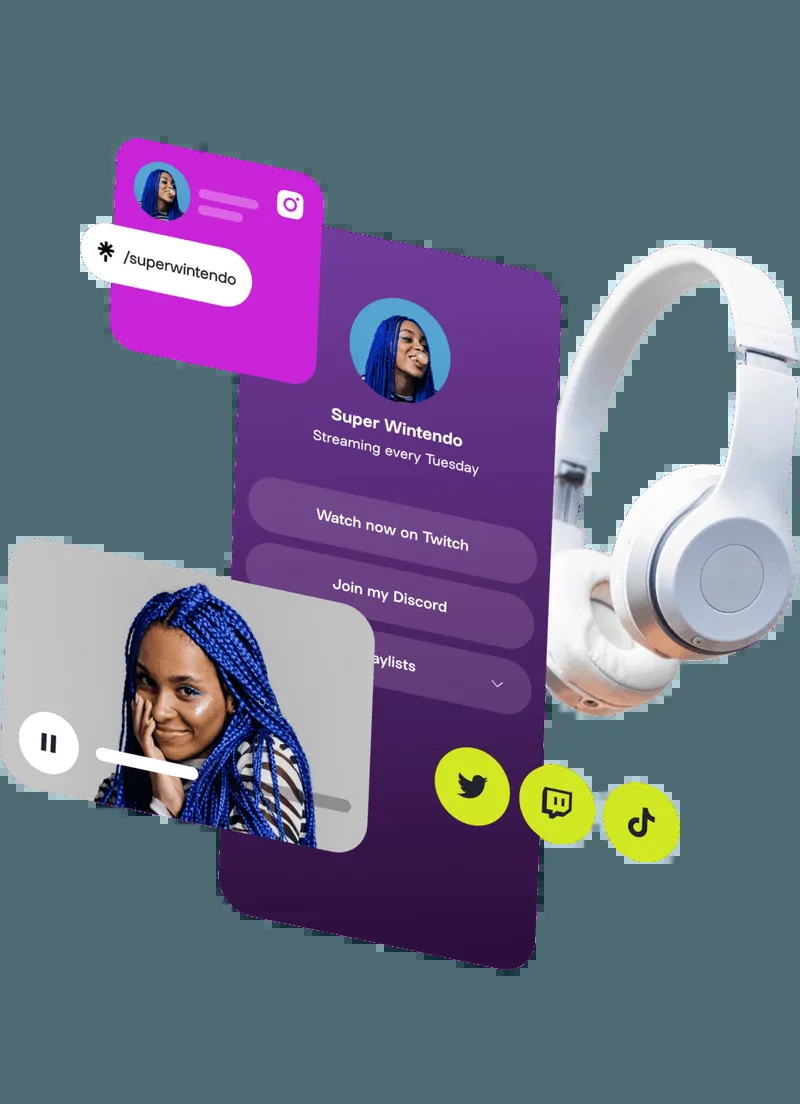 /superwintendo
Super Wintendo
Streaming every Tuesday
Watch now on Twitch
Join my Discord
aylists